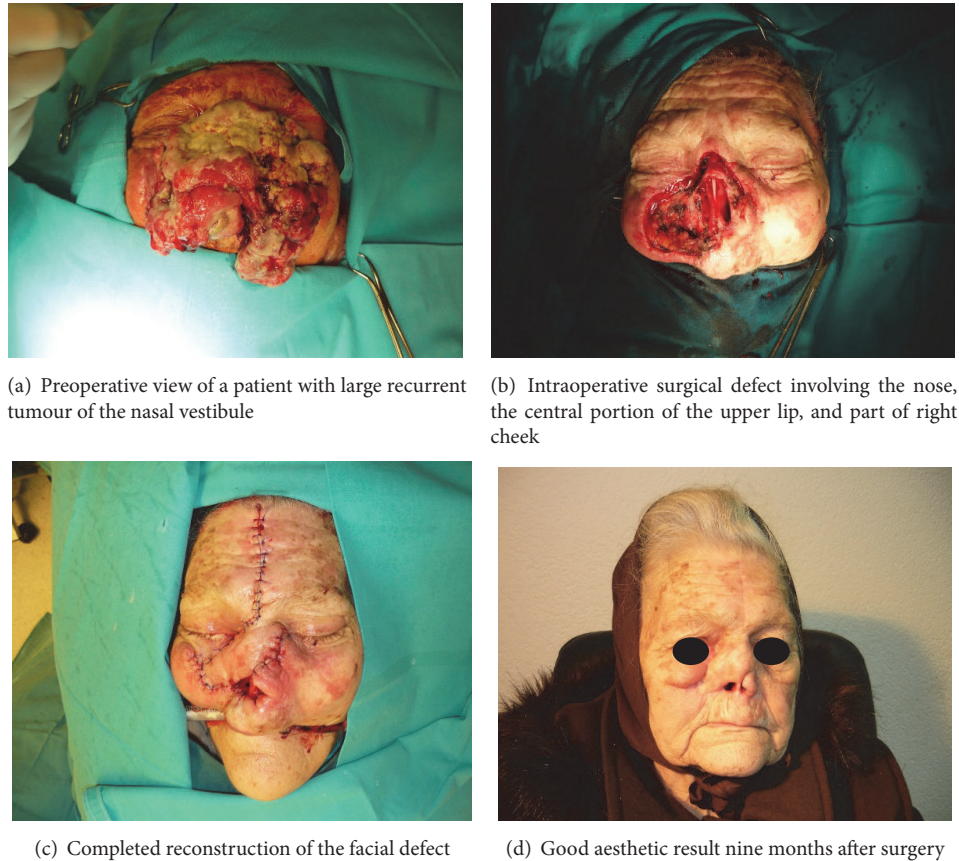 (a) Preoperative view of a patient with large recurrent
tumour of the nasal vestibule
(b) Intraoperative surgical defect involving the nose,
the central portion of the upper lip, and part of right
cheek
(c) Completed reconstruction of the facial defect
(d) Good aesthetic result nine months after surgery